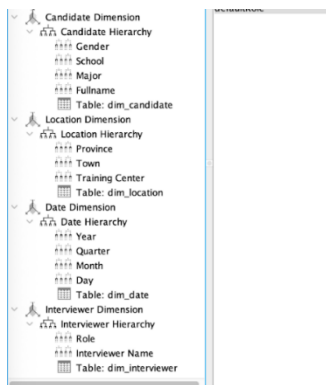 Candidate Dimension
Candidate Hierarchy
Gender
School
Major
Fullname
Table: dim_candidate
Location Dimension
Location Hierarchy
Province
Town
Training Center
Table: dim_location
Date Dimension
Date Hierarchy
Year
Quarter
Month
Day
Table: dim_date
Interviewer Dimension
Interviewer Hierarchy
Role
Interviewer Name
Table: dim_interviewer